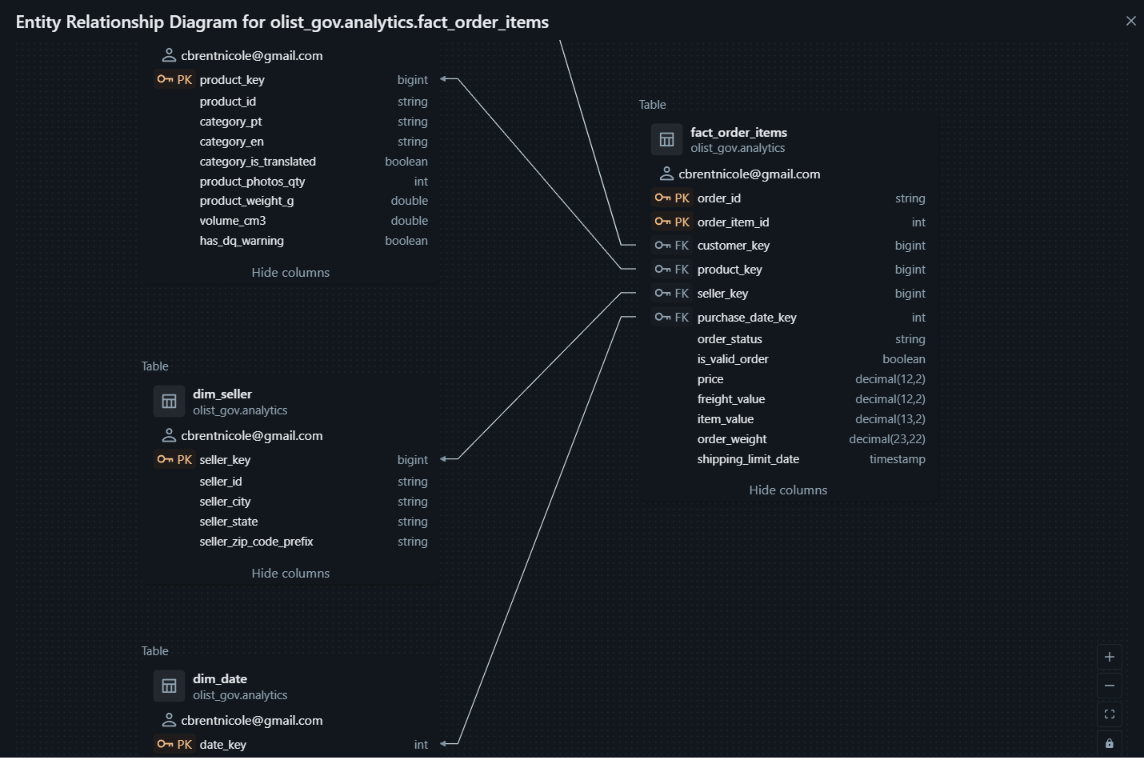 Entity Relationship Diagram for olist_gov.analytics.fact_order_items
cbrentnicole@gmail.com
PK product_key bigint
product_id string
category_pt string
category_en string
category_is_translated boolean
product_photos_qty int
product_weight_g double
volume_cm3 double
has_dq_warning boolean
Hide columns
Table
dim_seller
olist_gov.analytics
cbrentnicole@gmail.com
PK seller_key bigint
seller_id string
seller_city string
seller_state string
seller_zip_code_prefix string
Hide columns
Table
dim_date
olist_gov.analytics
cbrentnicole@gmail.com
PK date_key int
Table
fact_order_items
olist_gov.analytics
cbrentnicole@gmail.com
PK order_id string
PK order_item_id int
FK customer_key bigint
FK product_key bigint
FK seller_key bigint
FK purchase_date_key int
order_status string
is_valid_order boolean
price decimal(12,2)
freight_value decimal(12,2)
item_value decimal(13,2)
order_weight decimal(23,22)
shipping_limit_date timestamp
Hide columns